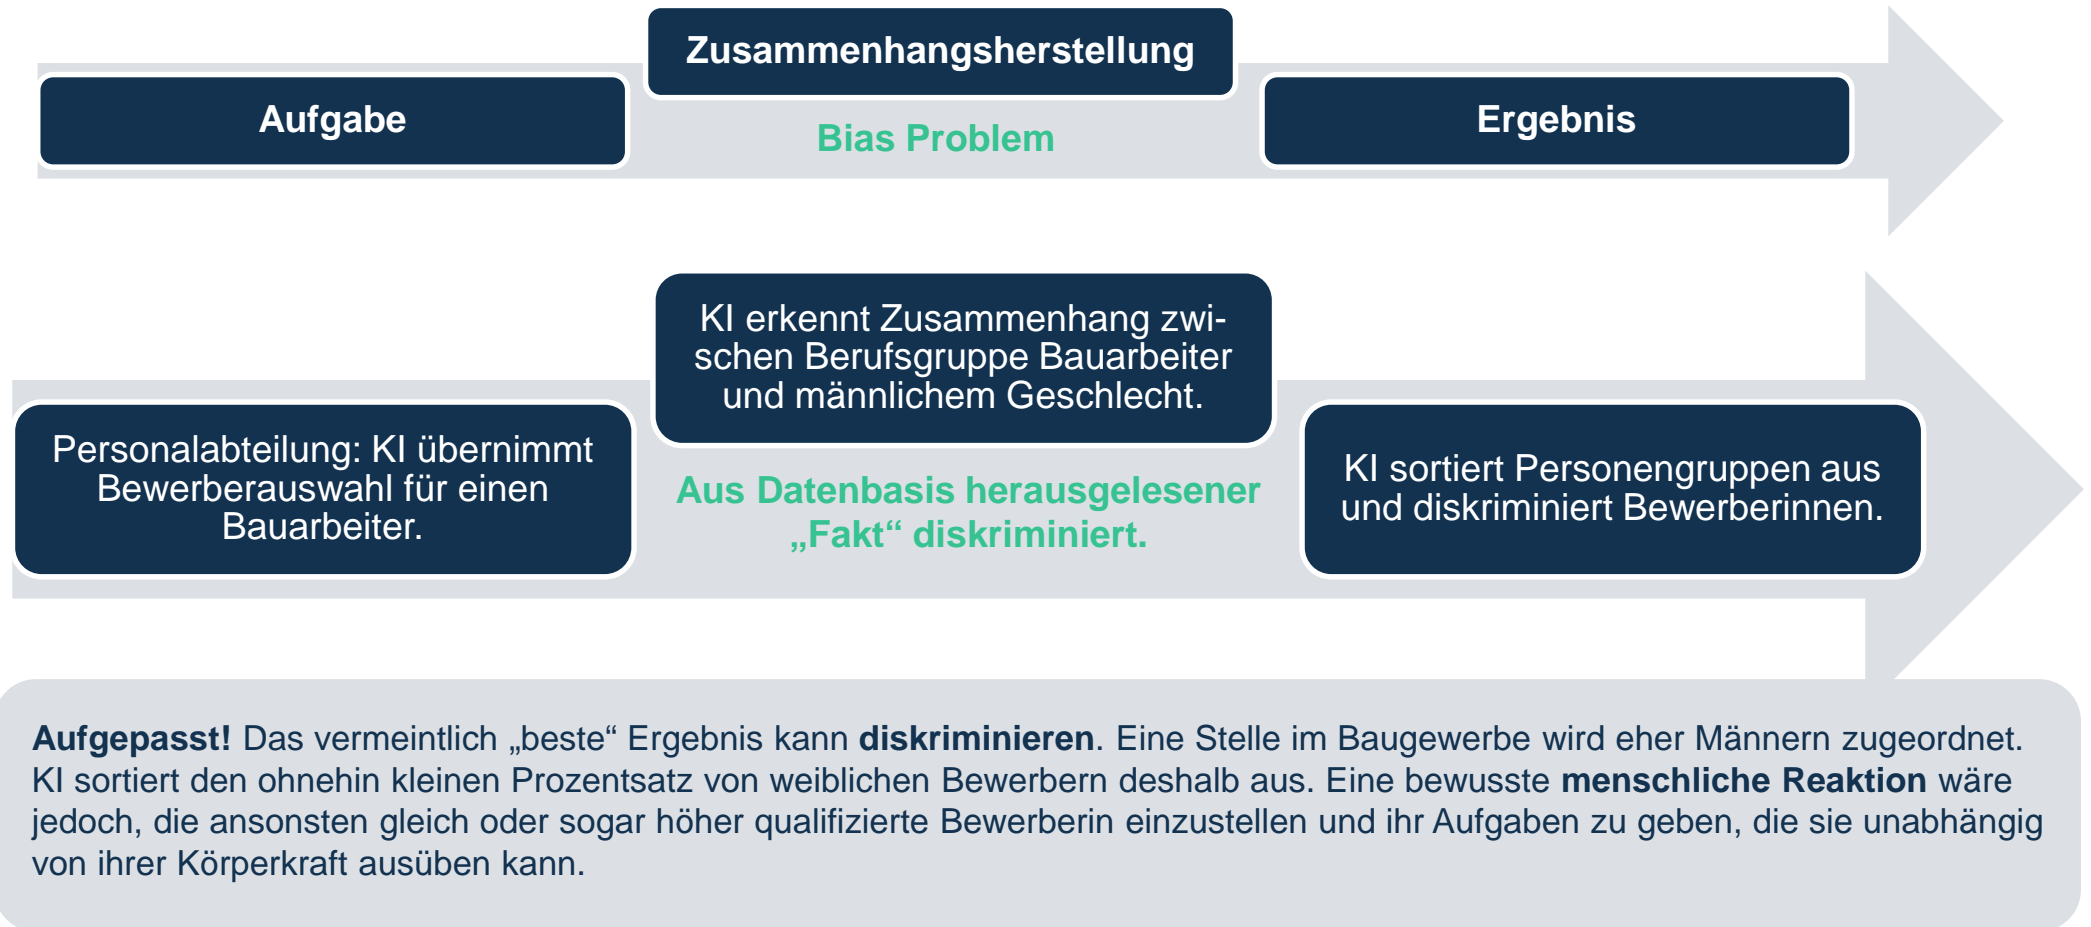 Zusammenhangsherstellung
Aufgabe
Bias Problem
Ergebnis
KI erkennt Zusammenhang zwi-
schen Berufsgruppe Bauarbeiter
und männlichem Geschlecht.
Personalabteilung: KI übernimmt
Bewerberauswahl für einen
Bauarbeiter.
Aus Datenbasis herausgelesener
„Fakt“ diskriminiert.
KI sortiert Personengruppen aus
und diskriminiert Bewerberinnen.
Aufgepasst! Das vermeintlich „beste“ Ergebnis kann diskriminieren. Eine Stelle im Baugewerbe wird eher Männern zugeordnet.
KI sortiert den ohnehin kleinen Prozentsatz von weiblichen Bewerbern deshalb aus. Eine bewusste menschliche Reaktion wäre
jedoch, die ansonsten gleich oder sogar höher qualifizierte Bewerberin einzustellen und ihr Aufgaben zu geben, die sie unabhängig
von ihrer Körperkraft ausüben kann.